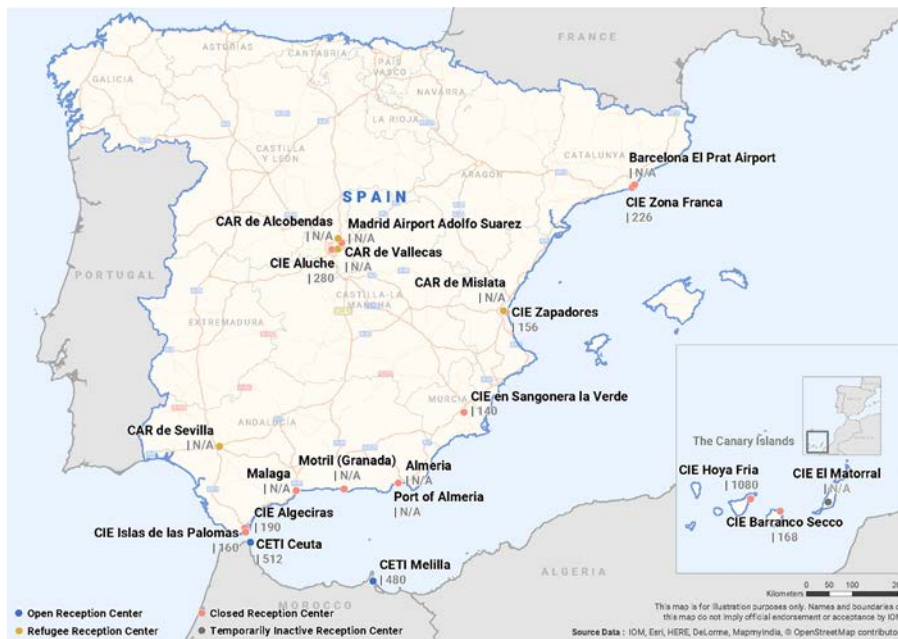 FRANCE
ASTURIAS
CANTABRIA
PAÍS
VASCO
GALICIA
NAVARRA
LA RIOJA
CASTILLA
Y LEÓN
CATALUNYA
ARAGÓN
Barcelona El Prat Airport
| N/A
SPAIN
CIE Zona Franca
| 226
CAR de Alcobendas
| N/A
Madrid Airport Adolfo Suarez
| N/A
CAR de Vallecas
| N/A
CIE Aluche
| 280
PORTUGAL
CAR de Mislata
| N/A
CASTILLA-LA
MANCHA
CIE Zapadores
| 156
EXTREMADURA
MURCIA
CIE en Sangonera la Verde
| 140
ANDALUCÍA
CAR de Sevilla
| N/A
Motril (Granada)
| N/A
Almeria
| N/A
Malaga
| N/A
Port of Almeria
| N/A
CIE Algeciras
| 190
CIE Islas de las Palomas
| 160
CETI Ceuta
| 512
CETI Melilla
| 480
ALGERIA
MOROCCO
The Canary Islands
CIE Hoya Fria
| 1080
CIE El Matorral
| N/A
CIE Barranco Secco
| 168
Kilometers
0 50 100 20
Open Reception Center
Closed Reception Center
Refugee Reception Center
Temporarily Inactive Reception Center
This map is for illustration purposes only. Names and boundaries o
this map do not imply official endorsement or acceptance by IOM
Source Data : IOM, Esri, HERE, DeLorme, MapmyIndia, © OpenStreetMap contributo